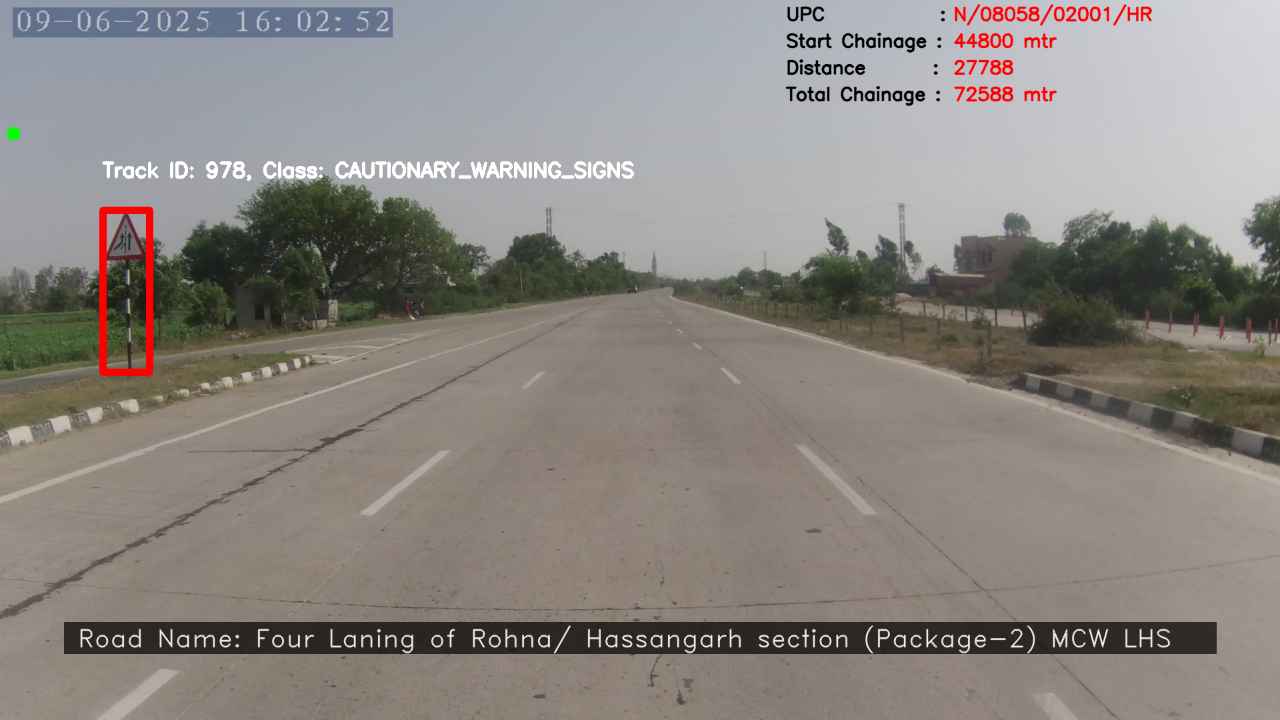 09-06-2025 16:02:52
UPC : N/08058/02001/HR
Start Chainage : 44800 mtr
Distance : 27788
Total Chainage : 72588 mtr
Track ID: 978, Class: CAUTIONARY_WARNING_SIGNS
Road Name: Four Laning of Rohna/ Hassangarh section (Package-2) MCW LHS